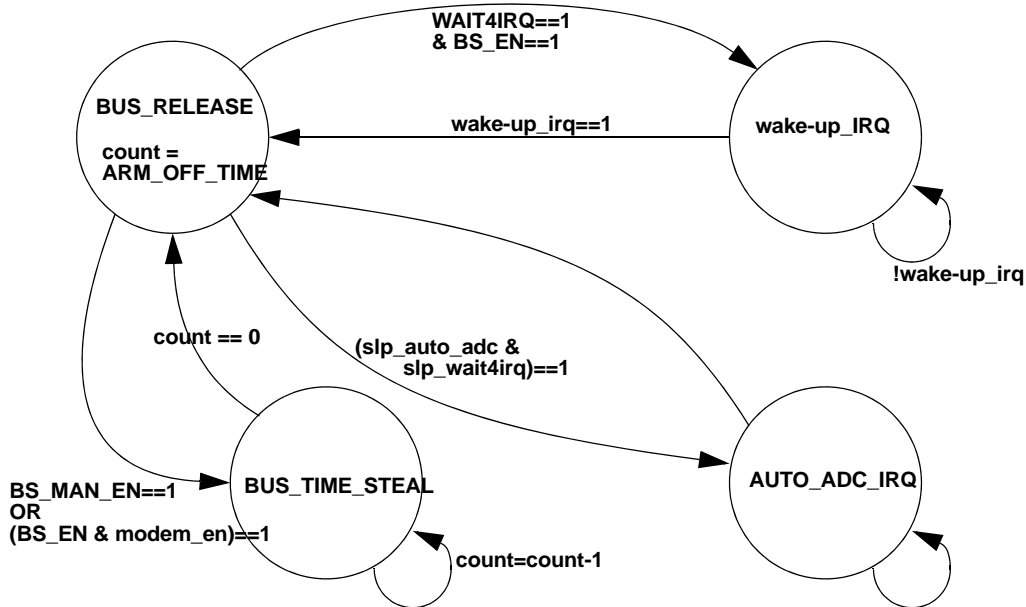 WAIT4IRQ==1
& BS_EN==1
BUS_RELEASE
count =
ARM_OFF_TIME
wake-up_irq==1
wake-up_IRQ
!wake-up_irq
count == 0
(slp_auto_adc &
slp_wait4irq)==1
BS_MAN_EN==1
OR
(BS_EN & modem_en)==1
BUS_TIME_STEAL
count=count-1
AUTO_ADC_IRQ